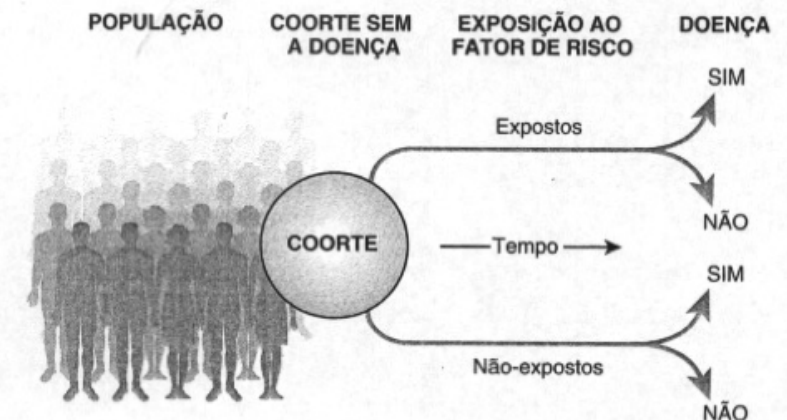 POPULAÇÃO
COORTE SEM
A DOENÇA
EXPOSIÇÃO AO
FATOR DE RISCO
DOENÇA
SIM
Expostos
NÃO
COORTE
Tempo
SIM
Não-expostos
NÃO